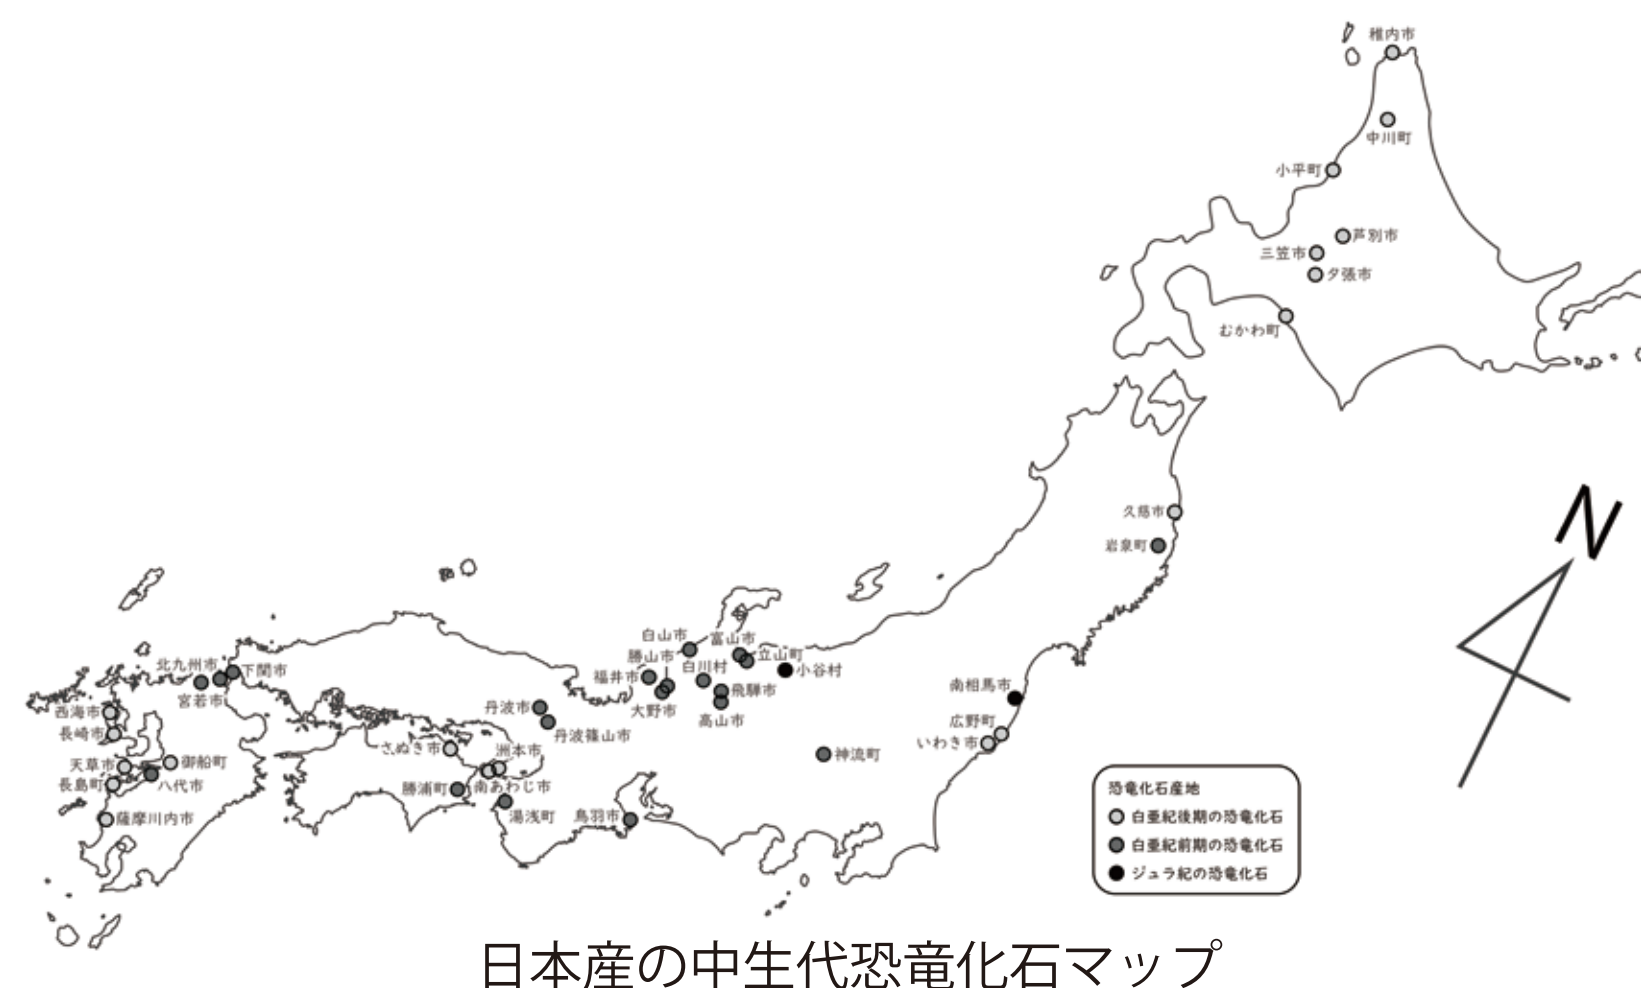 稚内市
中川町
小平町
芦別市
三笠市
夕張市
むかわ町
N
久慈市
岩泉町
白山市
富山市
勝山市
白川村
立山町
小谷村
福井市
飛騨市
大野市
高山市
北九州市
下関市
宮若市
南相馬市
丹波市
広野町
西海市
丹波篠山市
いわき市
長崎市
さぬき市
洲本市
神流町
天草市
御船町
長島町
八代市
勝浦町
南あわじ市
薩摩川内市
湯浅町
鳥羽市
恐竜化石産地
白亜紀後期の恐竜化石
白亜紀前期の恐竜化石
ジュラ紀の恐竜化石
日本産の中生代恐竜化石マップ